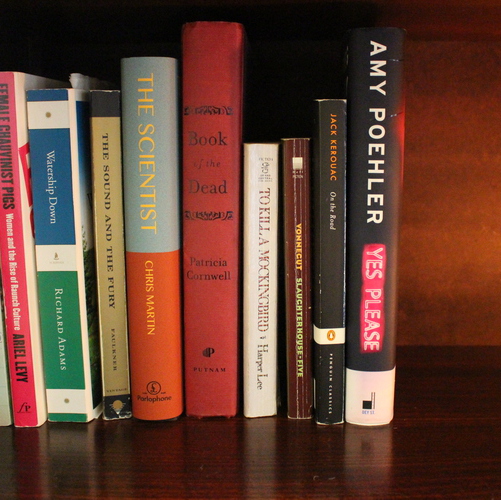 FEMALE CHAUVINIST PIGS
Women and the Rise of Raunch Culture
ARIEL LEVY
fp
Watership Down
RICHARD ADAMS
THE SOUND AND THE FURY
FAULKNER
THE SCIENTIST
CHRIS MARTIN
Parlophone
Book
of the
Dead
Patricia
Cornwell
PUTNAM
TO KILL A MOCKINGBIRD
Harper Lee
VONNEGUT
SLAUGHTERHOUSE-FIVE
JACK KEROUAC
On the Road
PENGUIN CLASSICS
AMY POEHLER
YES PLEASE